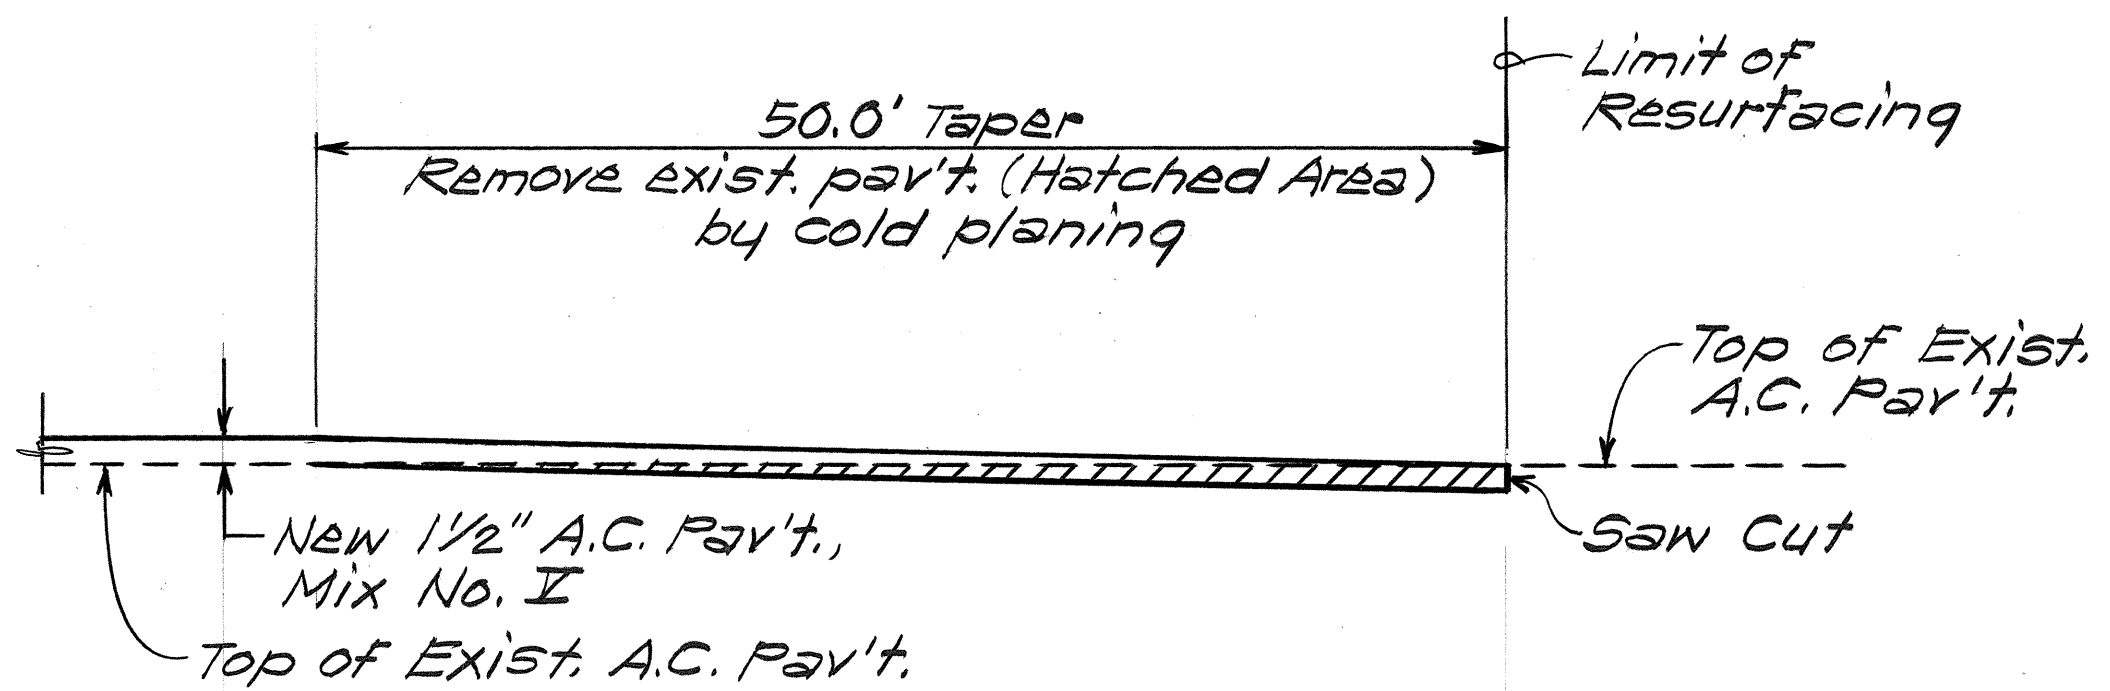 Limit of
Resurfacing
50.0' Taper
Remove exist. pav't. (Hatched Area)
by cold planing
Top of Exist.
A.C. Pav't.
New 1½" A.C. Pav't.,
Mix No. V
Saw Cut
Top of Exist. A.C. Pav't.